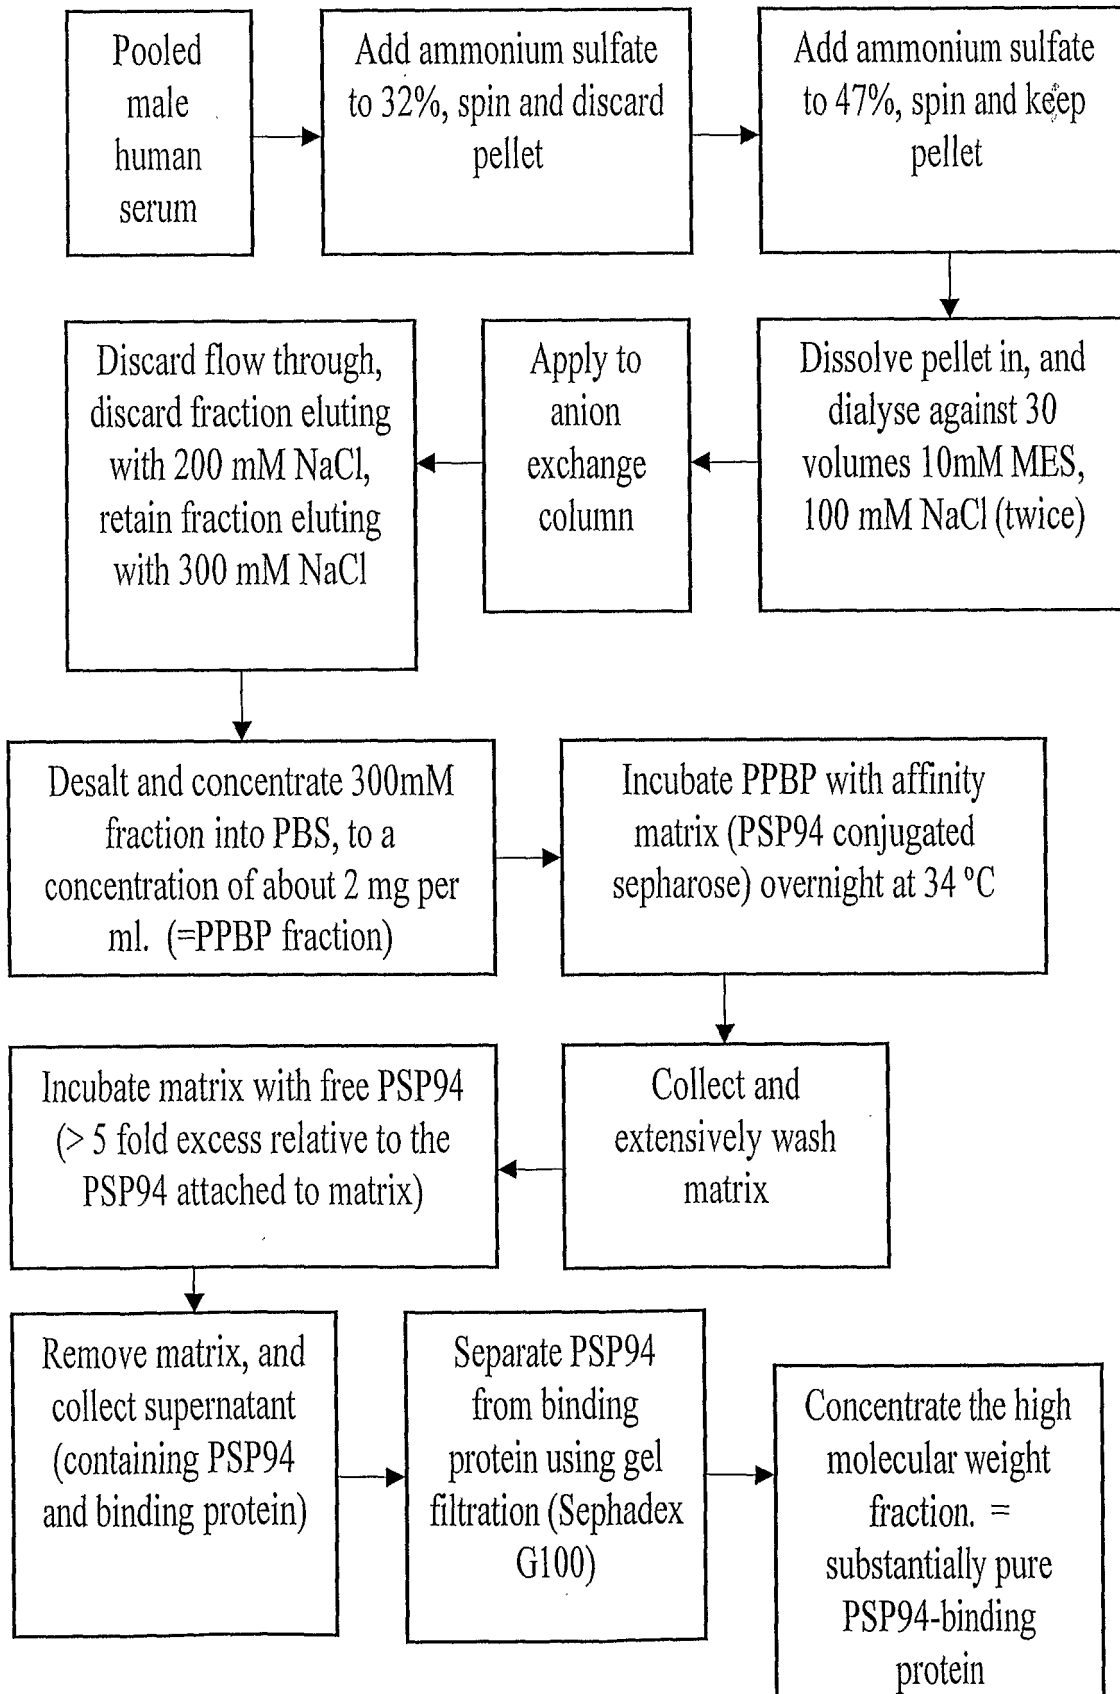 Pooled
male
human
serum
Add ammonium sulfate
to 32%, spin and discard
pellet
Add ammonium sulfate
to 47%, spin and keep
pellet
Dissolve pellet in, and
dialyse against 30
volumes 10mM MES,
100 mM NaCl (twice)
Apply to
anion
exchange
column
Discard flow through,
discard fraction eluting
with 200 mM NaCl,
retain fraction eluting
with 300 mM NaCl
Desalt and concentrate 300mM
fraction into PBS, to a
concentration of about 2 mg per
ml. (=PPBP fraction)
Incubate PPBP with affinity
matrix (PSP94 conjugated
sepharose) overnight at 34 ºC
Collect and
extensively wash
matrix
Incubate matrix with free PSP94
(> 5 fold excess relative to the
PSP94 attached to matrix)
Remove matrix, and
collect supernatant
(containing PSP94
and binding protein)
Separate PSP94
from binding
protein using gel
filtration (Sephadex
G100)
Concentrate the high
molecular weight
fraction. =
substantially pure
PSP94-binding
protein